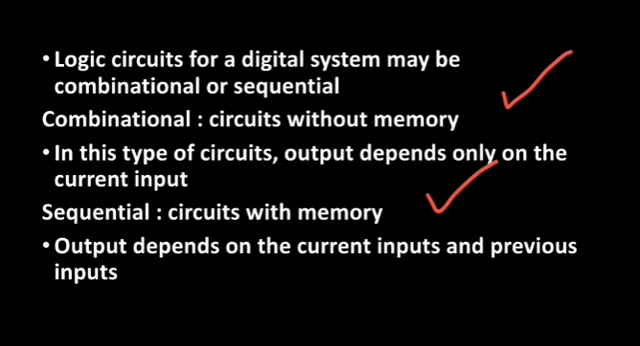 • Logic circuits for a digital system may be
combinational or sequential
Combinational : circuits without memory
• In this type of circuits, output depends only on the
current input
Sequential : circuits with memory
• Output depends on the current inputs and previous
inputs